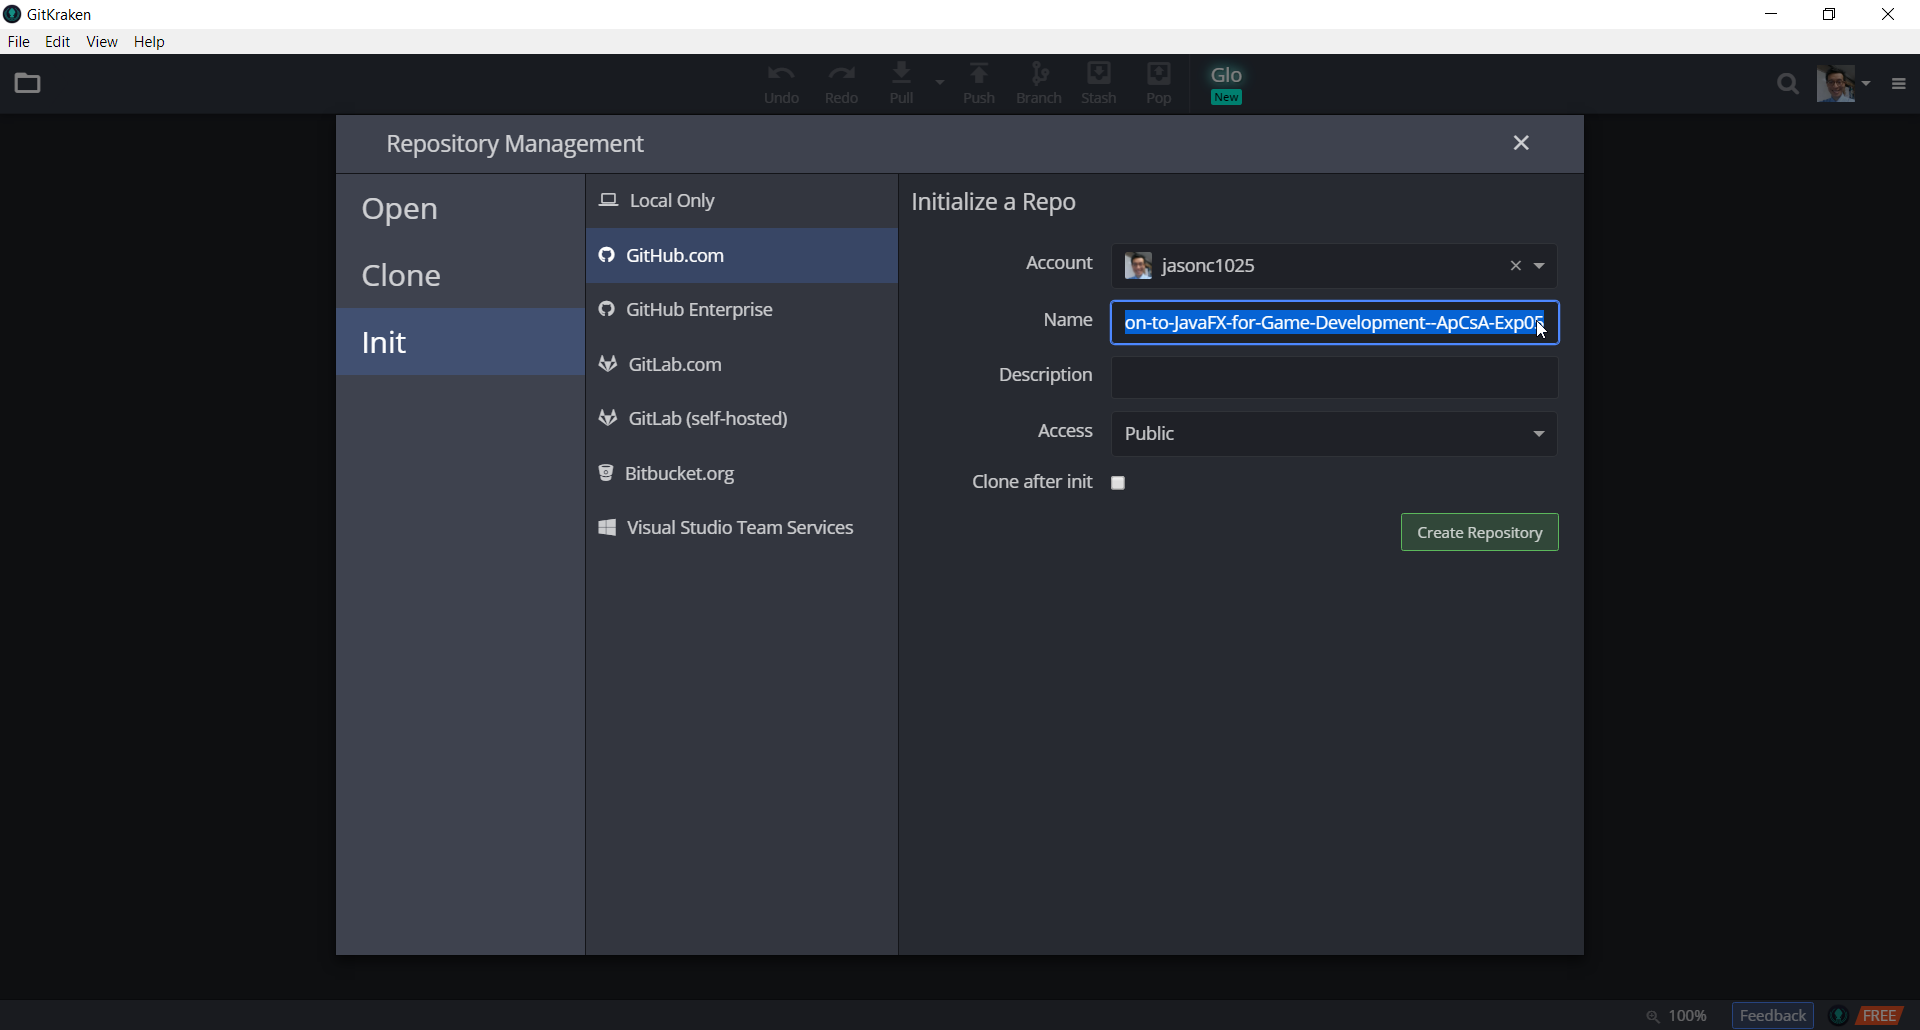 GitKraken
File Edit View Help
Undo Redo Pull Push Branch Stash Pop Glo
New
Repository Management
Open
Clone
Init
Local Only
GitHub.com
GitHub Enterprise
GitLab.com
GitLab (self-hosted)
Bitbucket.org
Visual Studio Team Services
Initialize a Repo
Account jasonc1025
Name on-to-JavaFX-for-Game-Development--ApCsA-Exp05
Description
Access Public
Clone after init
Create Repository
100% Feedback FREE